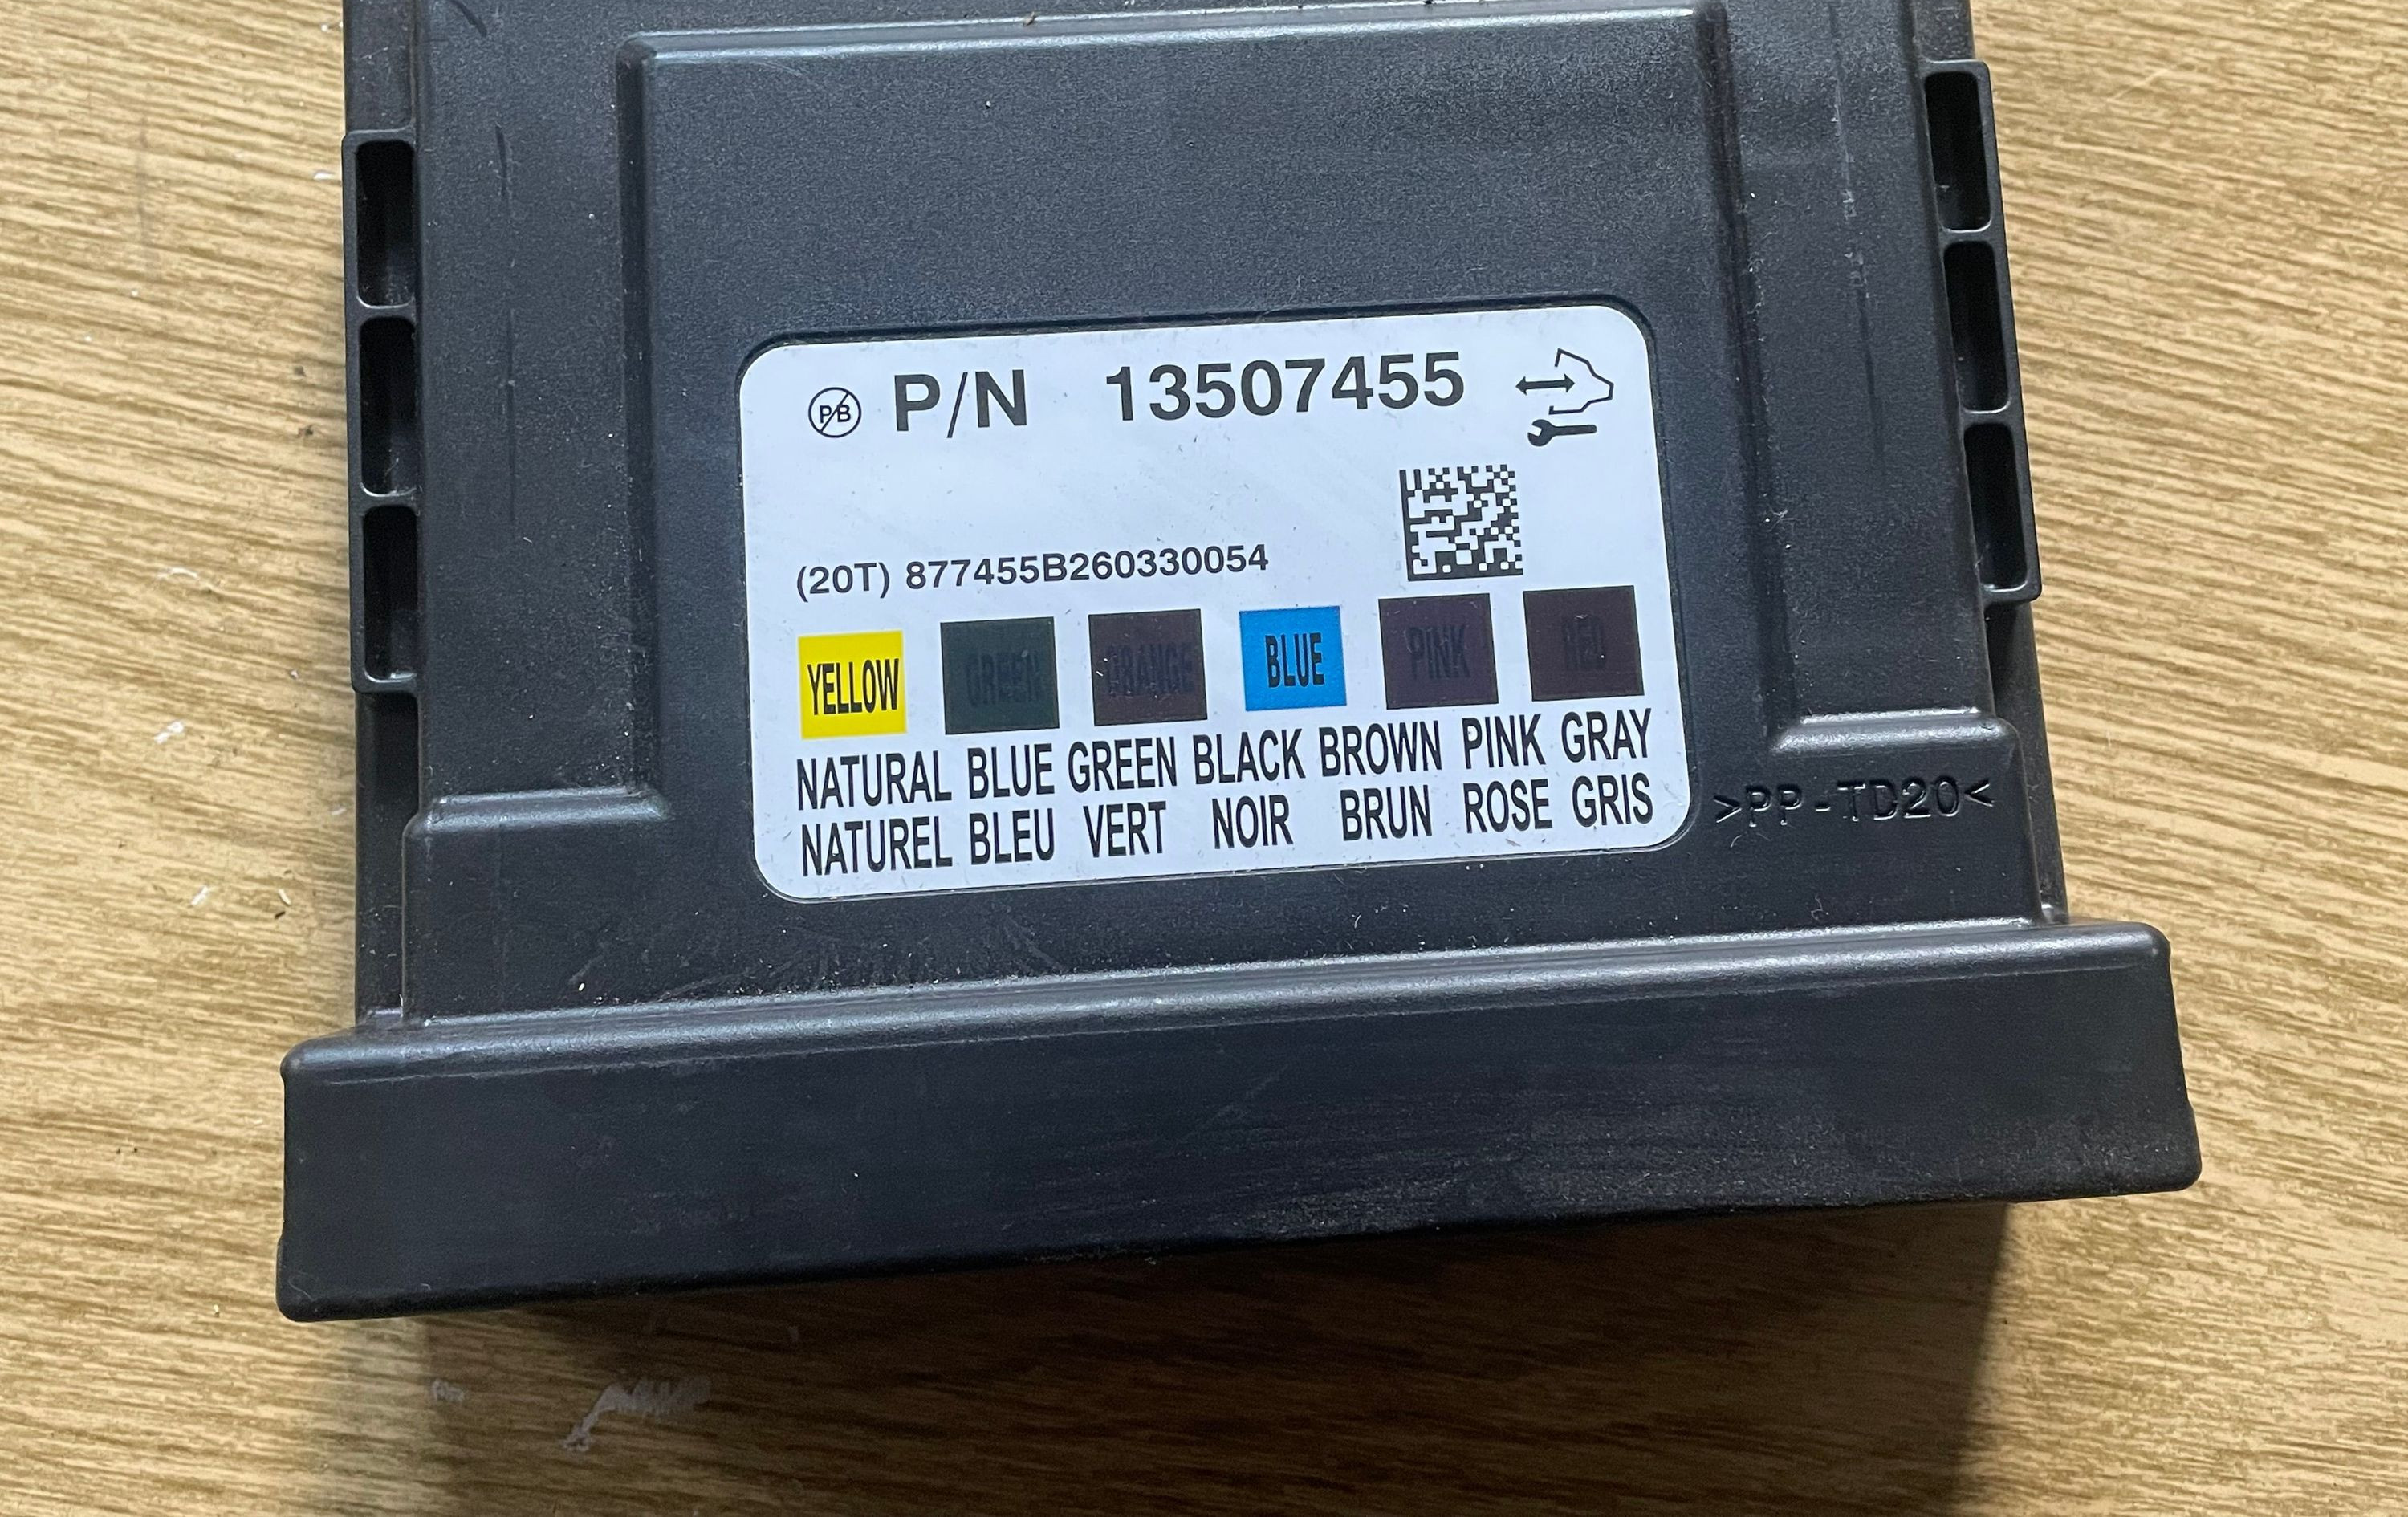 PB P/N 13507455
(20T) 877455B260330054
YELLOW GREEN ORANGE BLUE PINK RED
NATURAL BLUE GREEN BLACK BROWN PINK GRAY
NATUREL BLEU VERT NOIR BRUN ROSE GRIS
>PP-TD20<